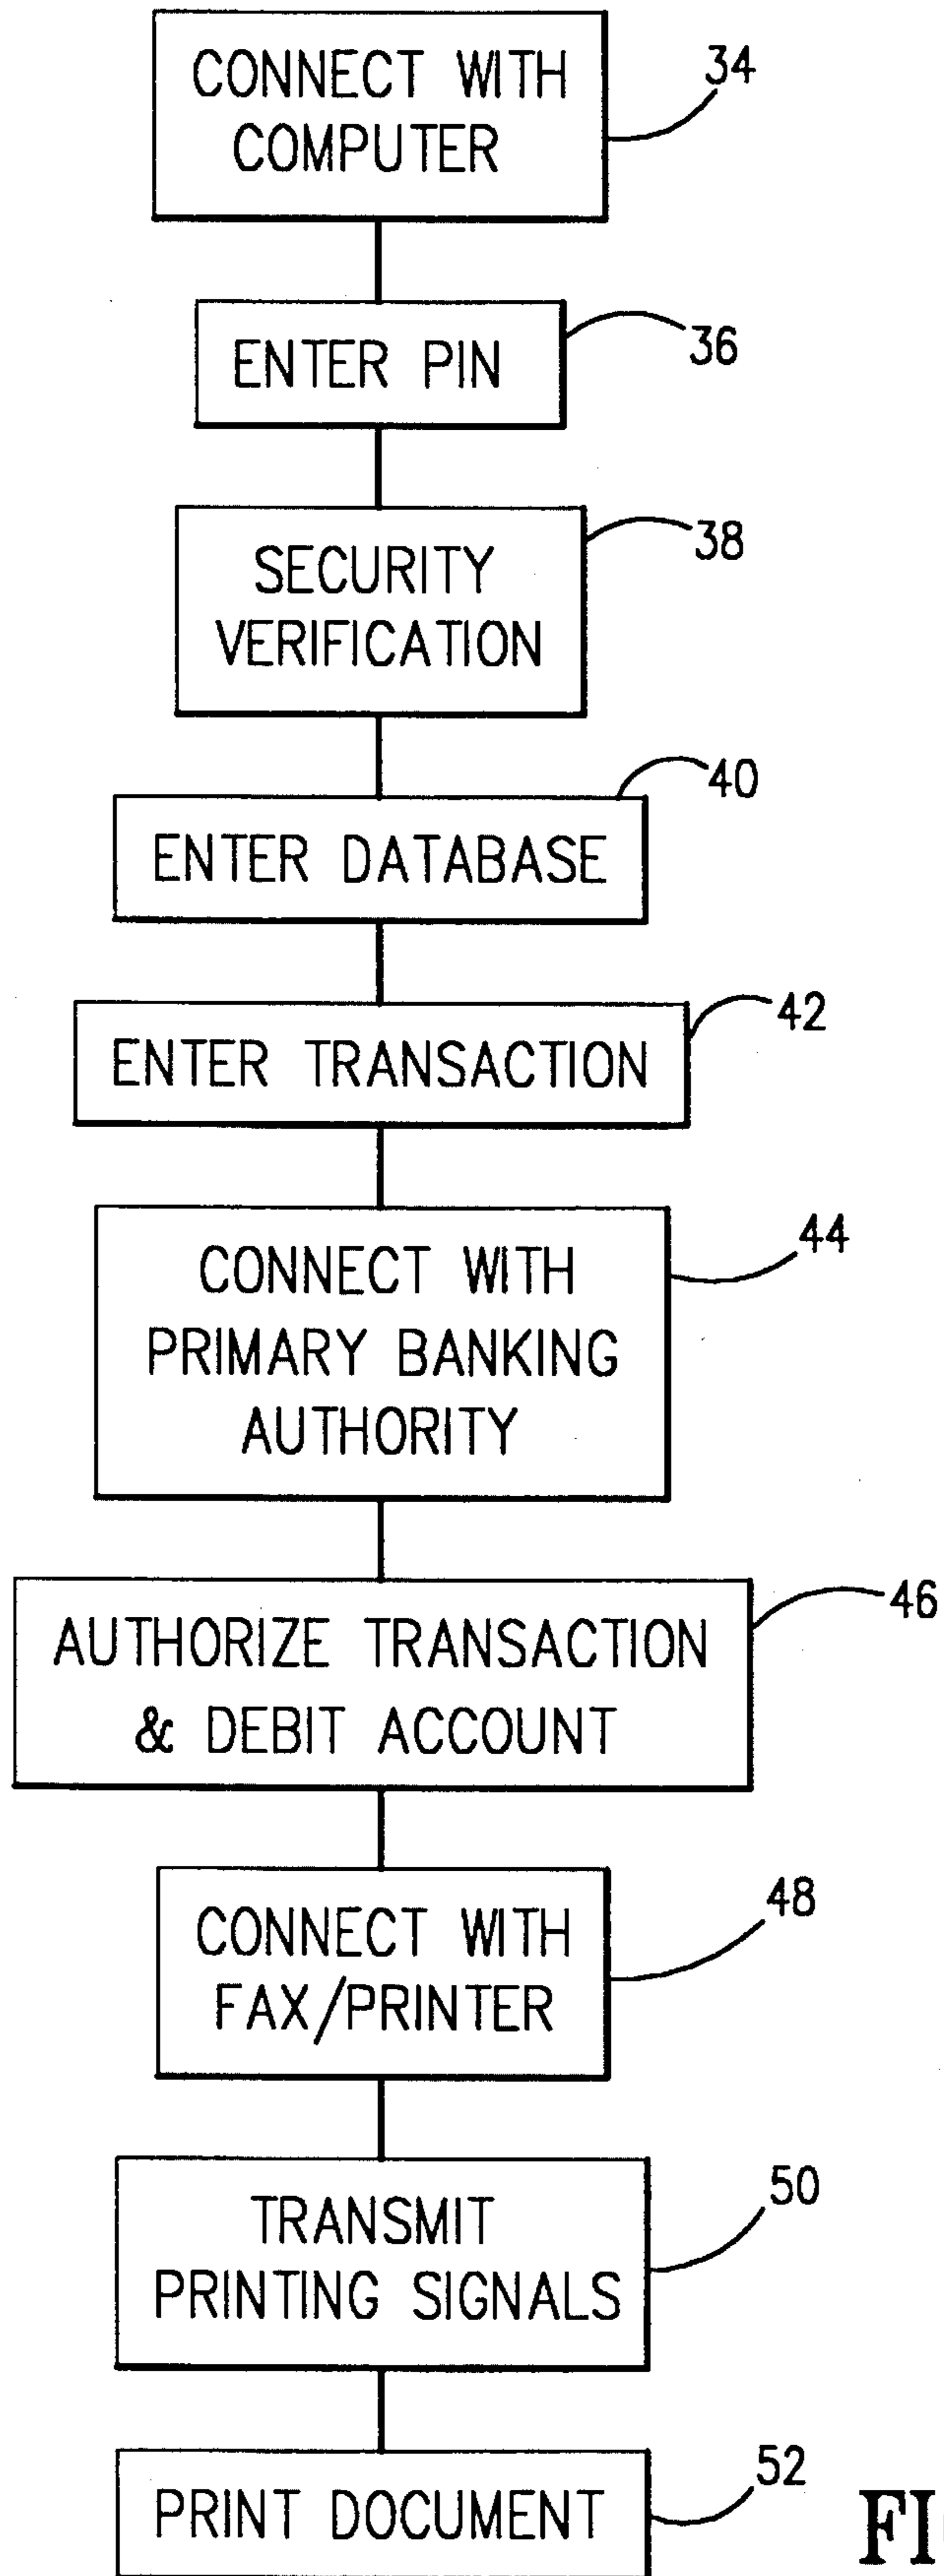 CONNECT WITH
COMPUTER
34
ENTER PIN
36
SECURITY
VERIFICATION
38
40
ENTER DATABASE
42
ENTER TRANSACTION
CONNECT WITH
PRIMARY BANKING
AUTHORITY
44
AUTHORIZE TRANSACTION
& DEBIT ACCOUNT
46
CONNECT WITH
FAX/PRINTER
48
TRANSMIT
PRINTING SIGNALS
50
PRINT DOCUMENT
52